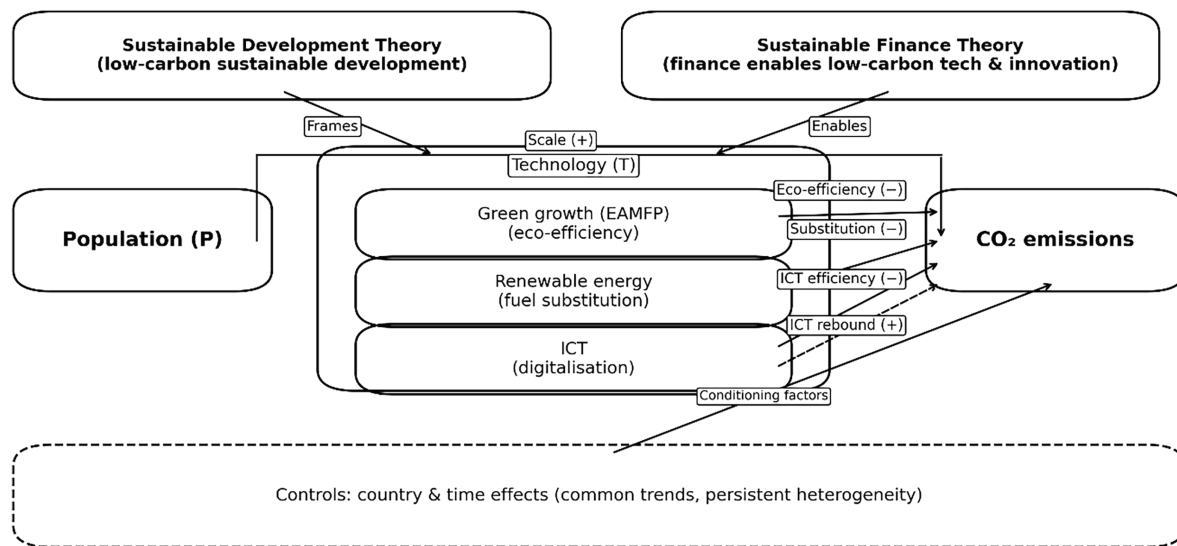 Sustainable Development Theory
(low-carbon sustainable development)
Sustainable Finance Theory
(finance enables low-carbon tech & innovation)
Frames
Enables
Scale (+)
Technology (T)
Population (P)
Green growth (EAMFP)
(eco-efficiency)
Renewable energy
(fuel substitution)
ICT
(digitalisation)
Eco-efficiency (−)
Substitution (−)
ICT efficiency (−)
ICT rebound (+)
CO₂ emissions
Conditioning factors
Controls: country & time effects (common trends, persistent heterogeneity)